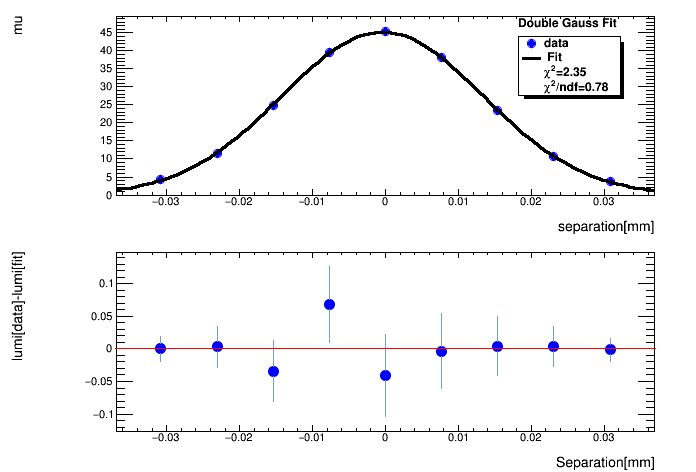 mu
Double Gauss Fit
data
Fit
χ²=2.35
χ²/ndf=0.78
45
40
35
30
25
20
15
10
5
0
−0.03 −0.02 −0.01 0 0.01 0.02 0.03
separation[mm]
lumi[data]-lumi[fit]
0.1
0.05
0
−0.05
−0.1
−0.03 −0.02 −0.01 0 0.01 0.02 0.03
Separation[mm]